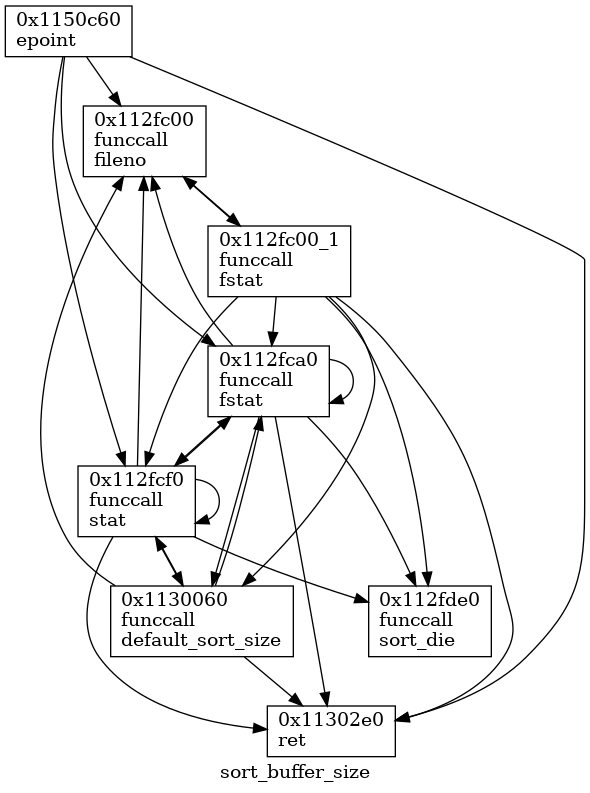 0x1150c60
epoint
0x112fc00
funccall
fileno
0x112fc00_1
funccall
fstat
0x112fca0
funccall
fstat
0x112fcf0
funccall
stat
0x1130060
funccall
default_sort_size
0x112fde0
funccall
sort_die
0x11302e0
ret
sort_buffer_size